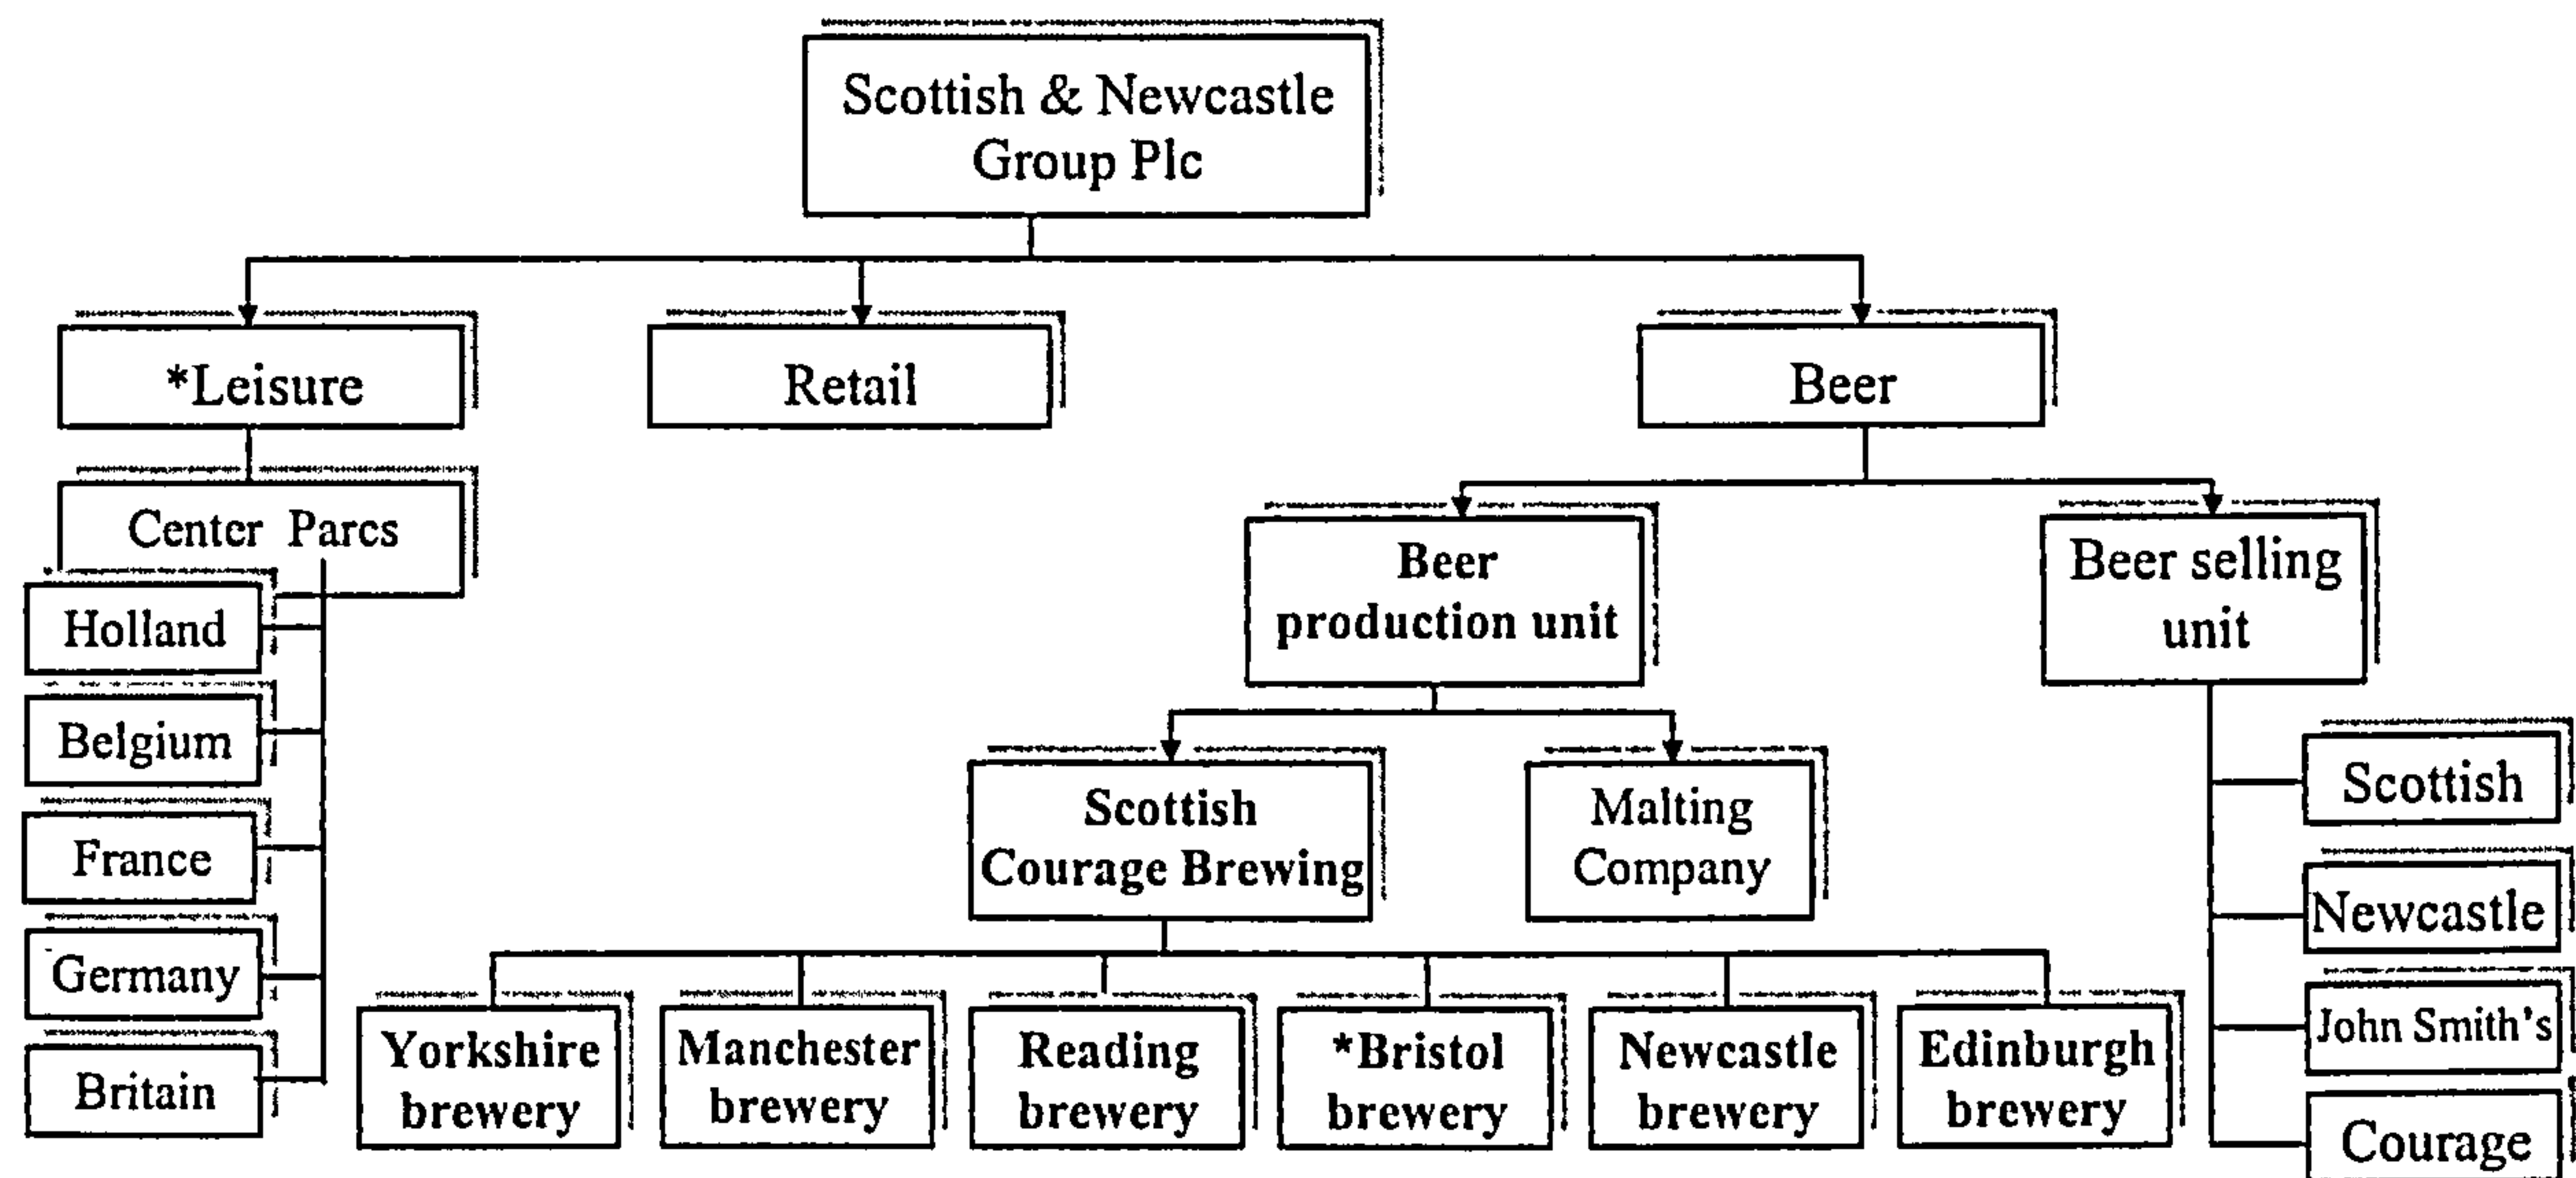 Scottish & Newcastle
Group Plc
*Leisure
Retail
Beer
Center Parcs
Holland
Belgium
France
Germany
Britain
Beer
production unit
Beer selling
unit
Scottish
Courage Brewing
Malting
Company
Yorkshire
brewery
Manchester
brewery
Reading
brewery
*Bristol
brewery
Newcastle
brewery
Edinburgh
brewery
Scottish
Newcastle
John Smith's
Courage